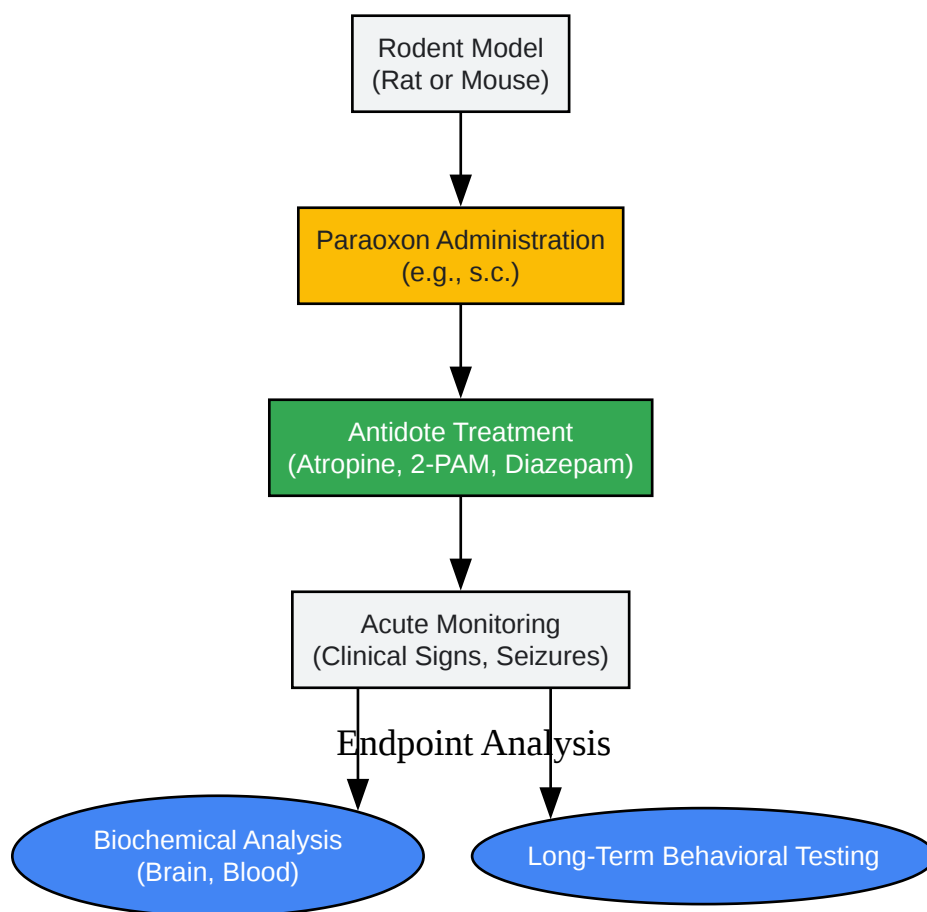 Rodent Model
(Rat or Mouse)
Paraoxon Administration
(e.g., s.c.)
Antidote Treatment
(Atropine, 2-PAM, Diazepam)
Acute Monitoring
(Clinical Signs, Seizures)
Endpoint Analysis
Biochemical Analysis
(Brain, Blood)
Long-Term Behavioral Testing